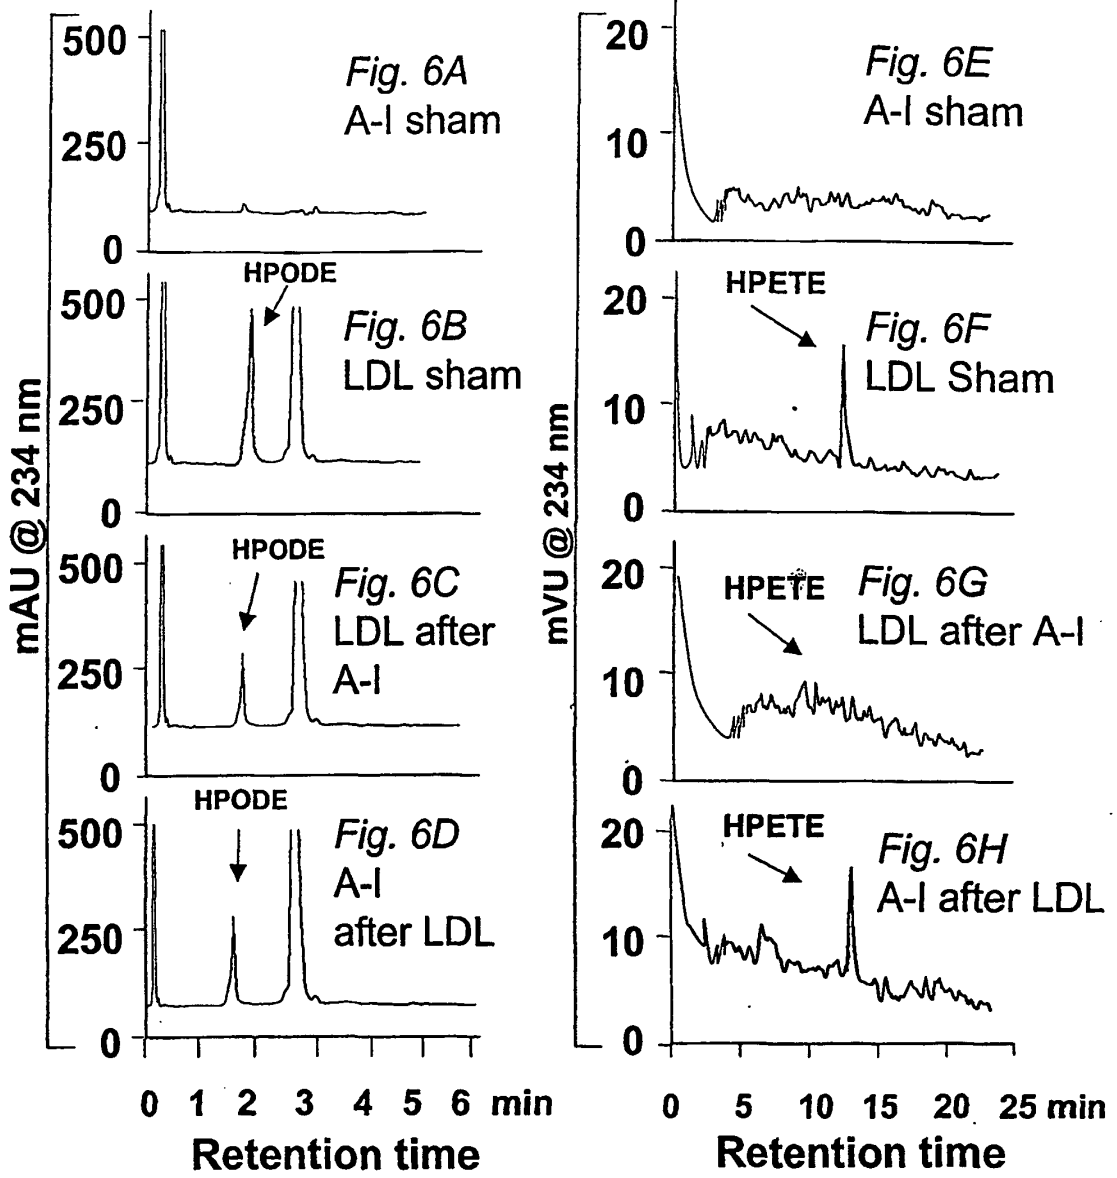 500
250
0
Fig. 6A
A-I sham
500
250
0
HPODE
Fig. 6B
LDL sham
500
250
0
HPODE
Fig. 6C
LDL after
A-I
500
250
0
HPODE
Fig. 6D
A-I
after LDL
mAU @ 234 nm
0 1 2 3 4 5 6 min
Retention time
20
10
0
Fig. 6E
A-I sham
20
10
0
HPETE
Fig. 6F
LDL Sham
20
10
0
HPETE
Fig. 6G
LDL after A-I
20
10
0
HPETE
Fig. 6H
A-I after LDL
mVU @ 234 nm
0 5 10 15 20 25 min
Retention time